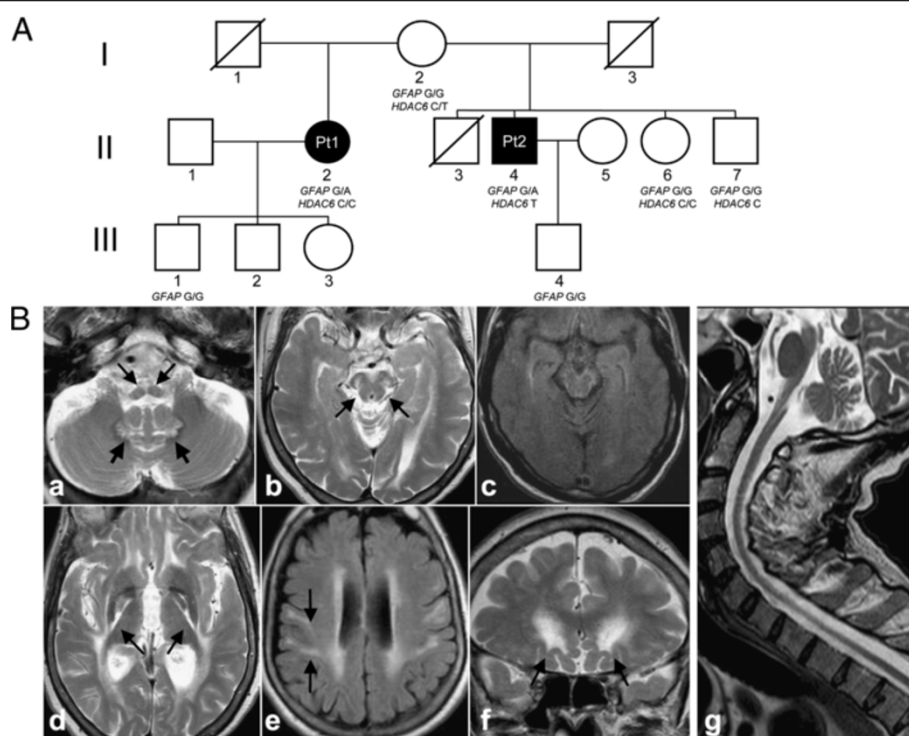 A
I
1
2
3
GFAP G/G
HDAC6 C/T
II
Pt1
Pt2
1
2
3
4
5
6
7
GFAP G/A
HDAC6 C/C
GFAP G/A
HDAC6 T
GFAP G/G
HDAC6 C/C
GFAP G/G
HDAC6 C
III
1
2
3
4
GFAP G/G
GFAP G/G
B
a
b
c
d
e
f
g